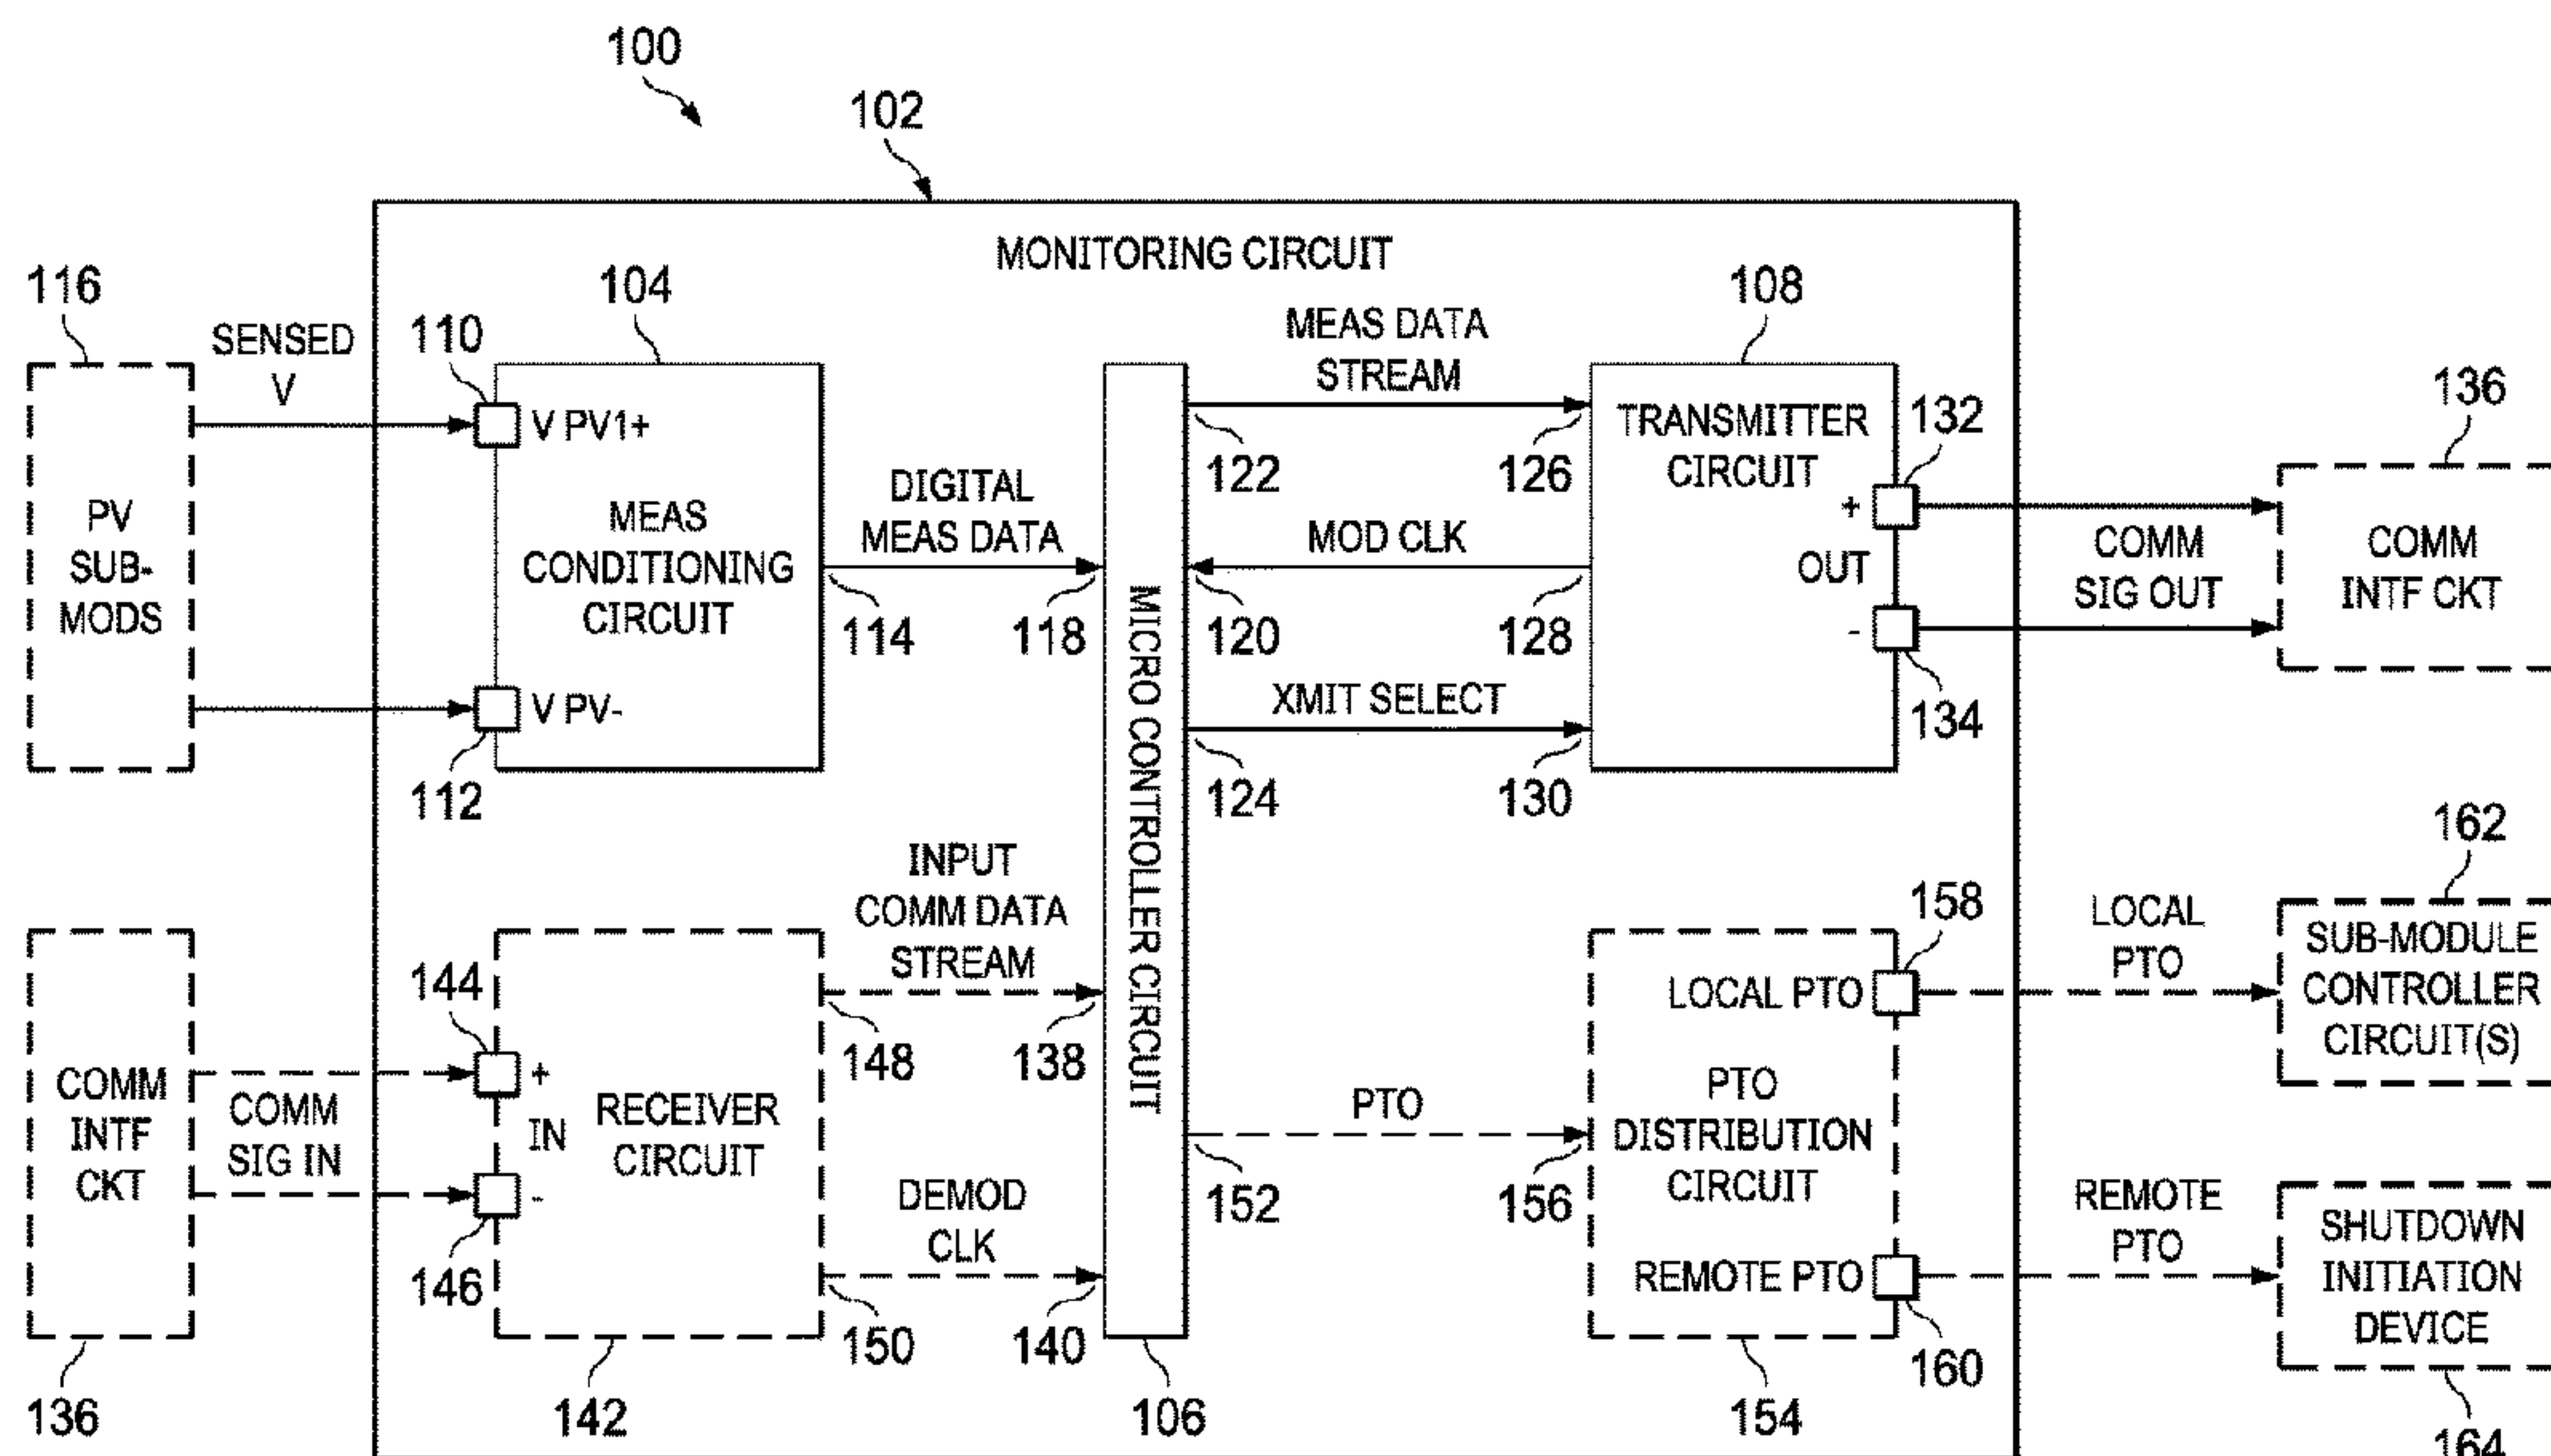 100
102
MONITORING CIRCUIT
116
SENSED
V
110
104
MEAS DATA
STREAM
108
136
V PV1+
TRANSMITTER
CIRCUIT
132
122
126
PV
SUB-
MODS
MEAS
CONDITIONING
CIRCUIT
DIGITAL
MEAS DATA
MOD CLK
+
OUT
-
COMM
SIG OUT
COMM
INTF CKT
114
118
120
128
V PV-
XMIT SELECT
134
112
124
130
MICRO CONTROLLER CIRCUIT
INPUT
COMM DATA
STREAM
158
LOCAL
PTO
162
144
LOCAL PTO
SUB-MODULE
CONTROLLER
CIRCUIT(S)
148
138
COMM
INTF
CKT
COMM
SIG IN
+
IN
-
RECEIVER
CIRCUIT
PTO
PTO
DISTRIBUTION
CIRCUIT
DEMOD
CLK
152
156
REMOTE
PTO
SHUTDOWN
INITIATION
DEVICE
146
REMOTE PTO
150
140
160
136
142
106
154
164